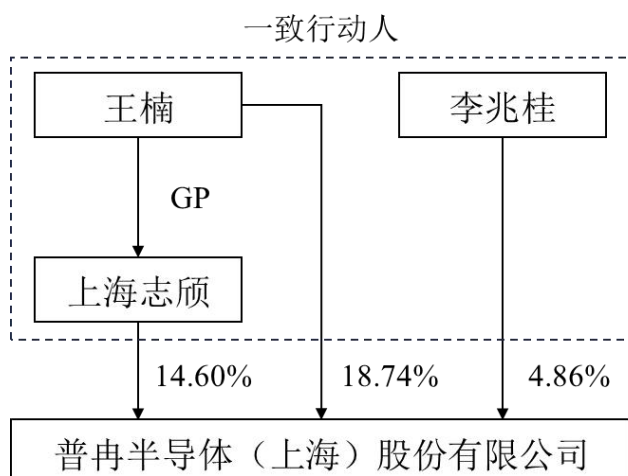 一致行动人
王楠
李兆桂
GP
上海志颀
14.60%
18.74%
4.86%
普冉半导体（上海）股份有限公司